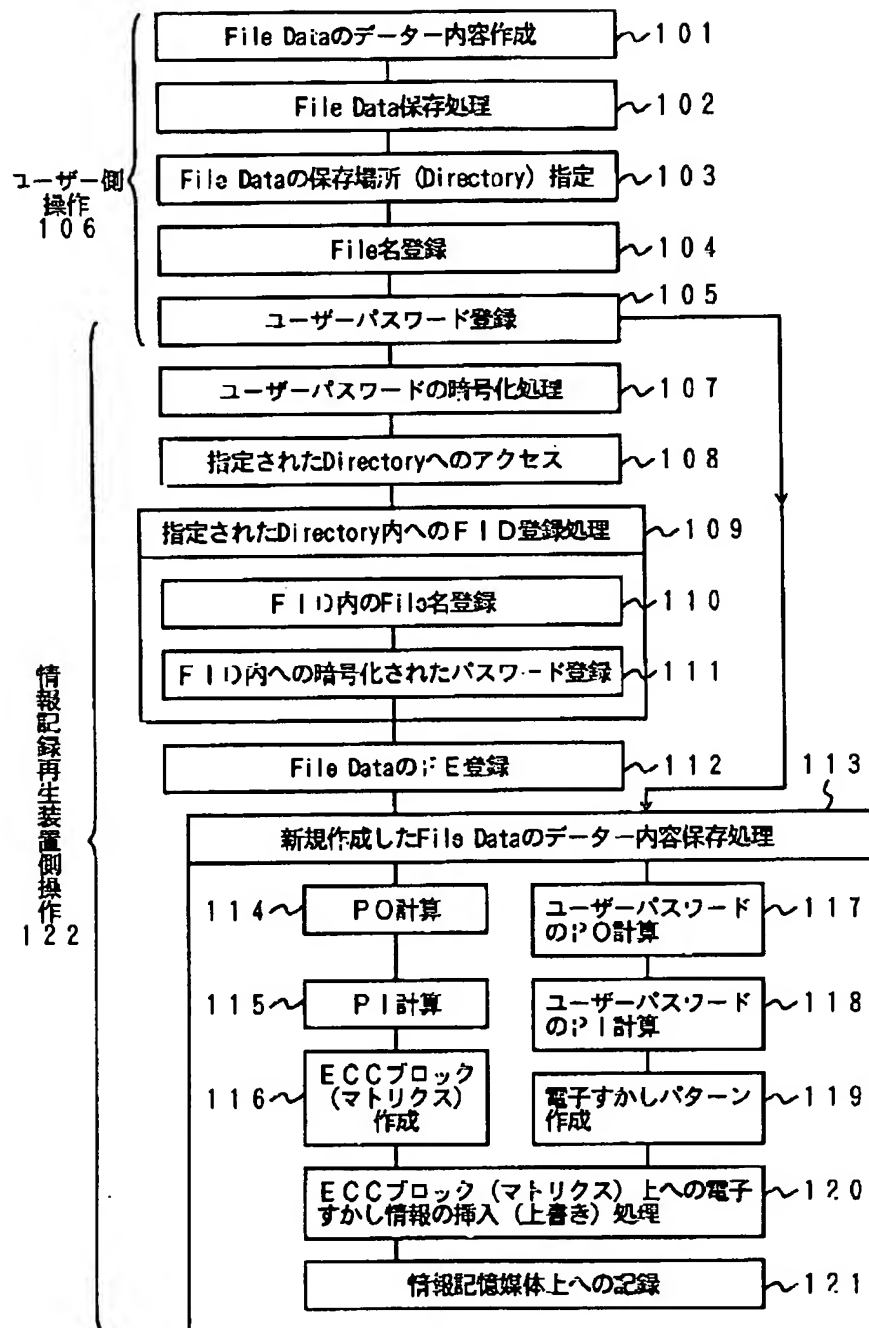 File Dataのデーター内容作成 ～101
File Data保存処理 ～102
File Dataの保存場所 (Directory) 指定 ～103
ユーザー側
操作
106
File名登録 ～104
ユーザーパスワード登録 ～105
ユーザーパスワードの暗号化処理 ～107
指定されたDirectoryへのアクセス ～108
指定されたDirectory内へのＦＩＤ登録処理 ～109
ＦＩＤ内のFile名登録 ～110
ＦＩＤ内への暗号化されたパスワード登録 ～111
情報記録再生装置側操作
122
File DataのＦＥ登録 ～112
113
新規作成したFile Dataのデーター内容保存処理
114～ ＰＯ計算
ユーザーパスワード
のＰＯ計算 ～117
115～ ＰＩ計算
ユーザーパスワード
のＰＩ計算 ～118
116～ ＥＣＣブロック
(マトリクス)
作成
電子すかしパターン
作成 ～119
ＥＣＣブロック (マトリクス) 上への電子
すかし情報の挿入 (上書き) 処理 ～120
情報記憶媒体上への記録 ～121